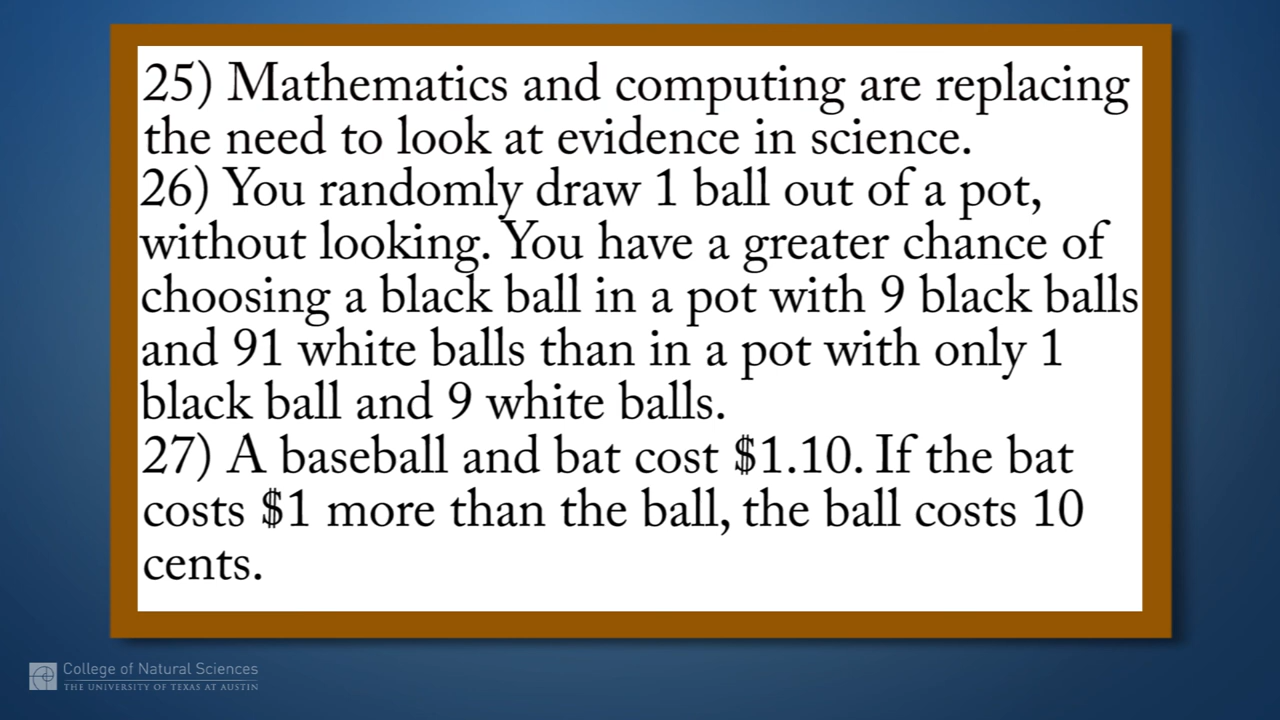 25) Mathematics and computing are replacing
the need to look at evidence in science.
26) You randomly draw 1 ball out of a pot,
without looking. You have a greater chance of
choosing a black ball in a pot with 9 black balls
and 91 white balls than in a pot with only 1
black ball and 9 white balls.
27) A baseball and bat cost $1.10. If the bat
costs $1 more than the ball, the ball costs 10
cents.
College of Natural Sciences
THE UNIVERSITY OF TEXAS AT AUSTIN